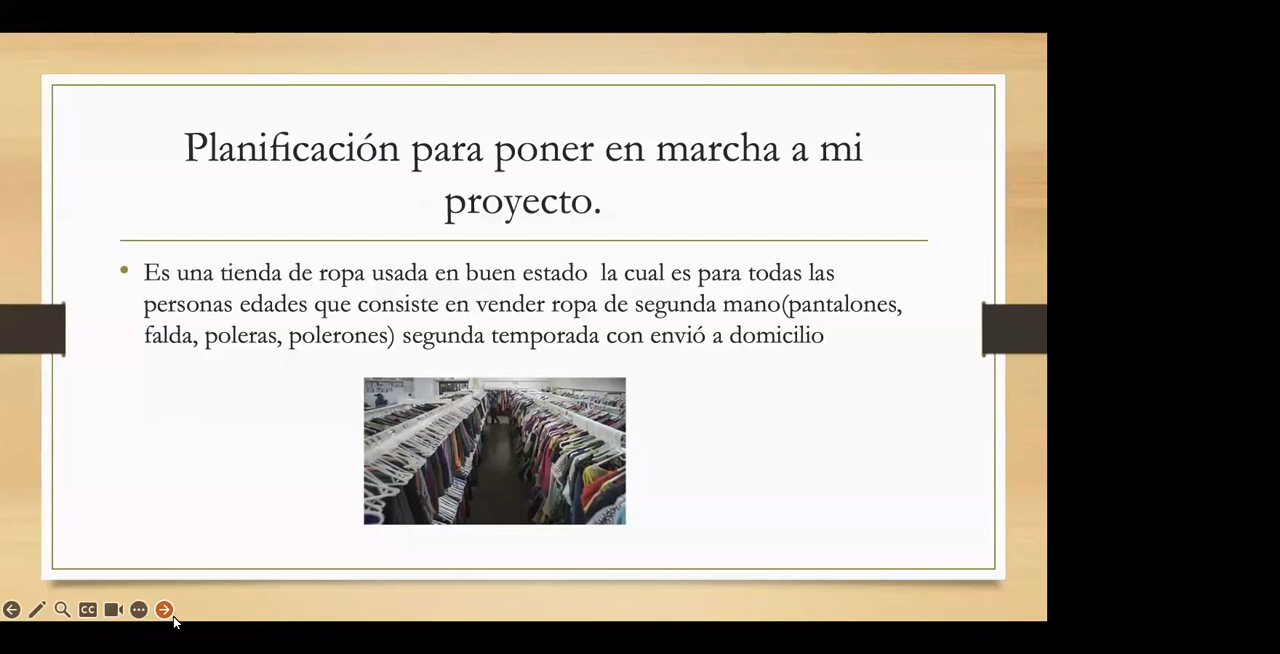 Planificación para poner en marcha a mi
proyecto.
• Es una tienda de ropa usada en buen estado  la cual es para todas las
personas edades que consiste en vender ropa de segunda mano(pantalones,
falda, poleras, polerones) segunda temporada con envió a domicilio
CC